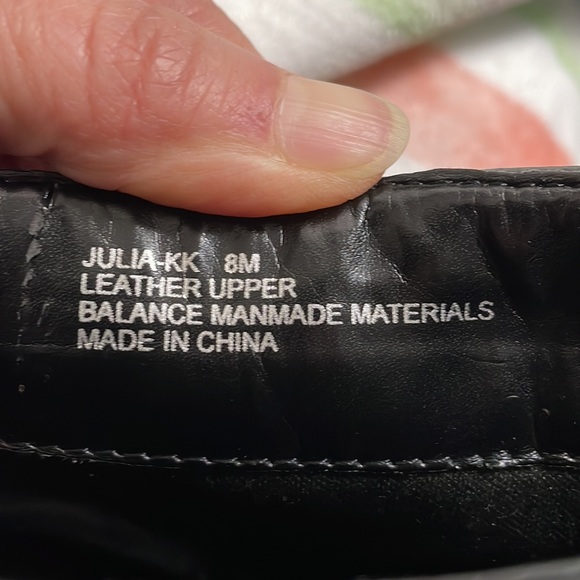 JULIA-KK 8M
LEATHER UPPER
BALANCE MANMADE MATERIALS
MADE IN CHINA